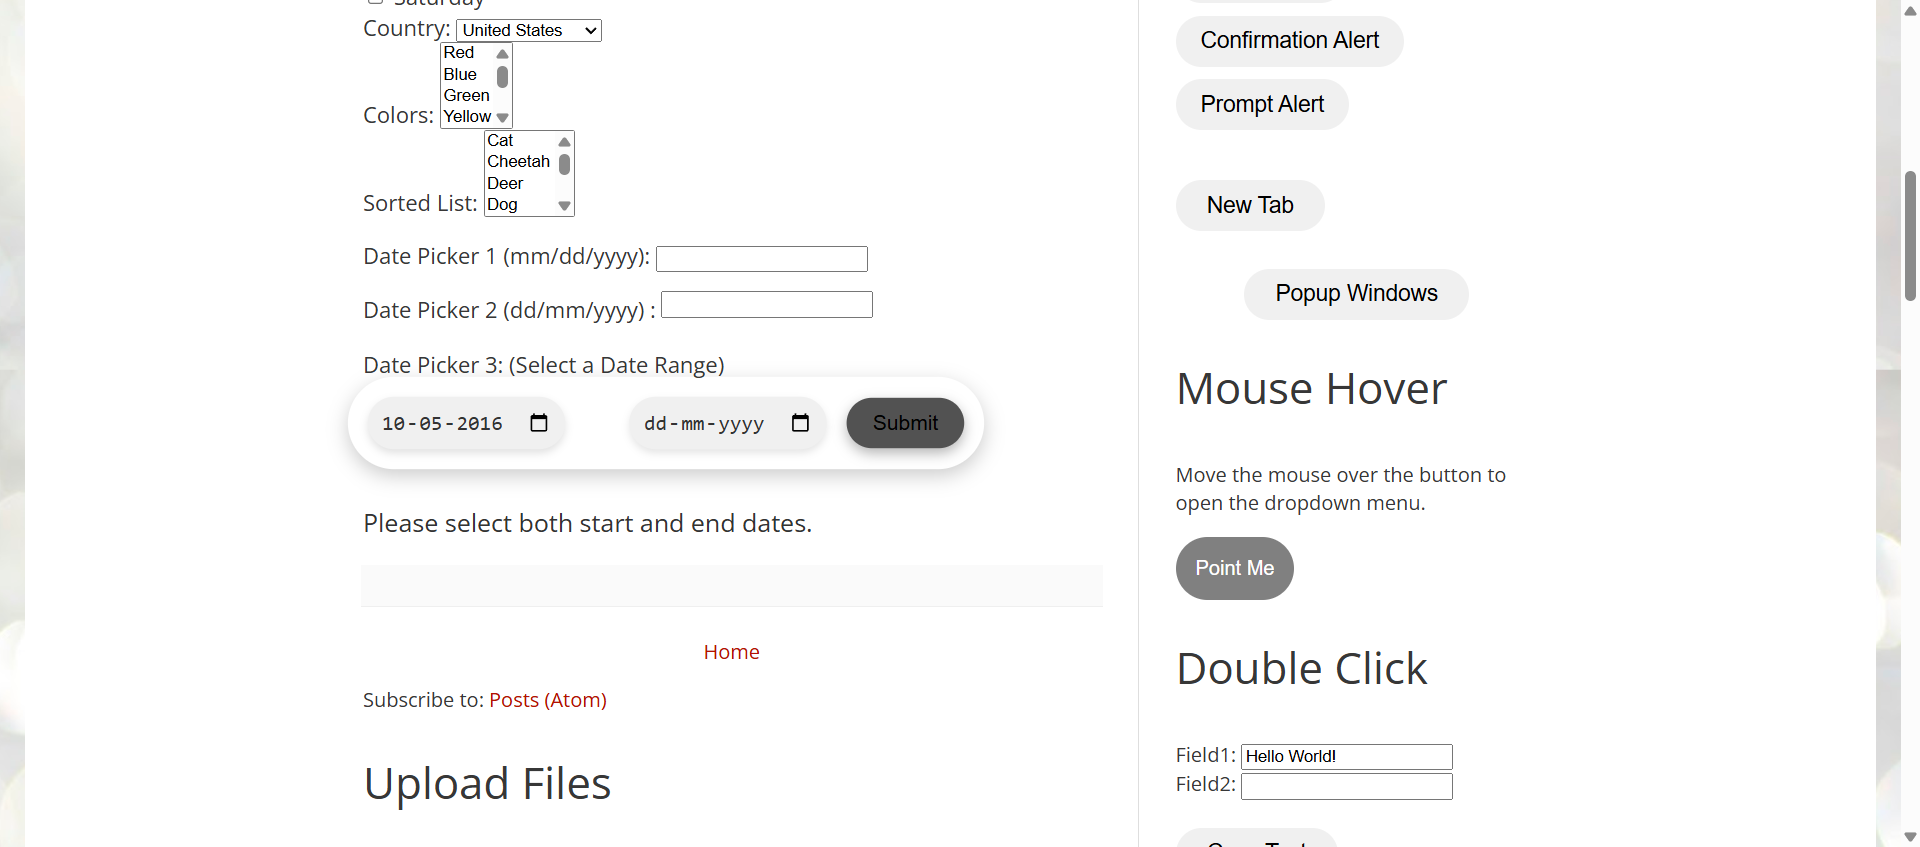 Saturday
Country: United States
Red
Blue
Green
Colors: Yellow
Cat
Cheetah
Deer
Sorted List: Dog
Date Picker 1 (mm/dd/yyyy):
Date Picker 2 (dd/mm/yyyy) :
Date Picker 3: (Select a Date Range)
10-05-2016 dd-mm-yyyy Submit
Please select both start and end dates.
Home
Subscribe to: Posts (Atom)
Upload Files
Confirmation Alert
Prompt Alert
New Tab
Popup Windows
Mouse Hover
Move the mouse over the button to
open the dropdown menu.
Point Me
Double Click
Field1: Hello World!
Field2: